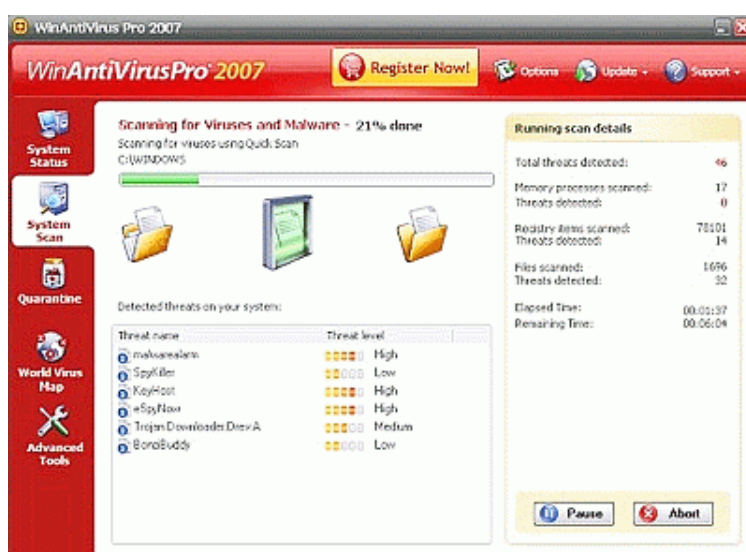 WinAntiVirus Pro 2007
WinAntiVirusPro 2007
Register Now!
Options
Update
Support
System Status
System Scan
Quarantine
World Virus Map
Advanced Tools
Scanning for Viruses and Malware - 21% done
Scanning for viruses using Quick Scan
C:\WINDOWS
Detected threats on your system:
Threat name Threat level
malwarealarm High
SpyKiller Low
KeyHost High
eSpyNow High
Trojan.Downloader.Drev.A Medium
BonziBuddy Low
Running scan details
Total threats detected: 46
Memory processes scanned: 17
Threats detected: 0
Registry items scanned: 78101
Threats detected: 14
Files scanned: 1696
Threats detected: 32
Elapsed Time: 00:01:37
Remaining Time: 00:06:04
Pause
Abort